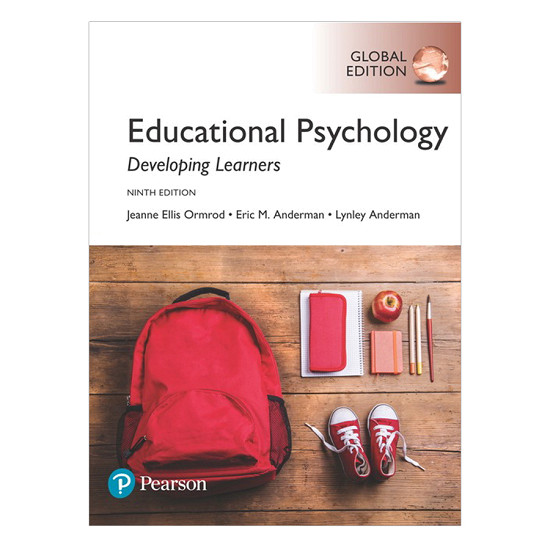 GLOBAL
EDITION
Educational Psychology
Developing Learners
NINTH EDITION
Jeanne Ellis Ormrod • Eric M. Anderman • Lynley Anderman
Pearson